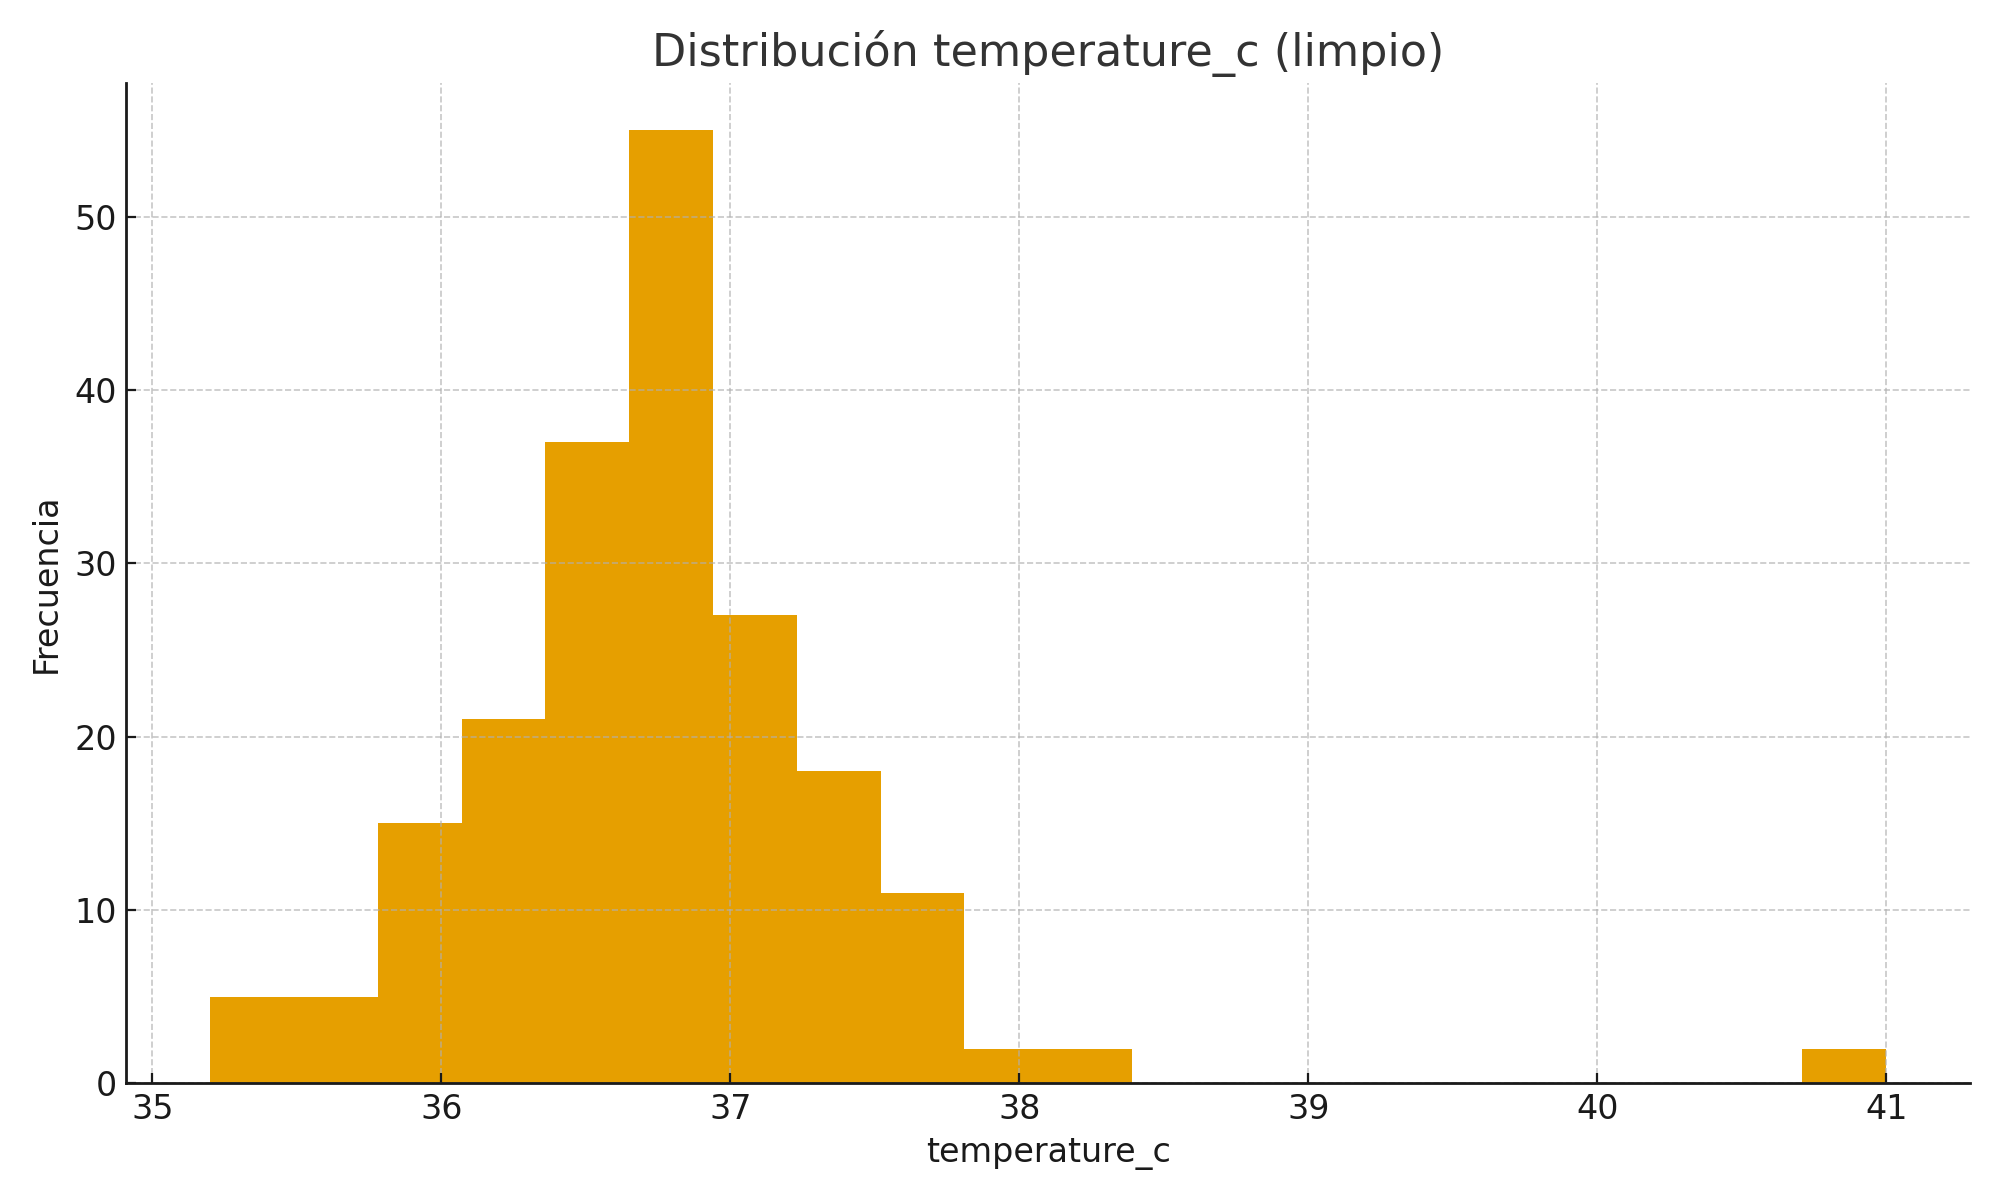 Distribución temperature_c (limpio)
Frecuencia
50
40
30
20
10
0
35 36 37 38 39 40 41
temperature_c